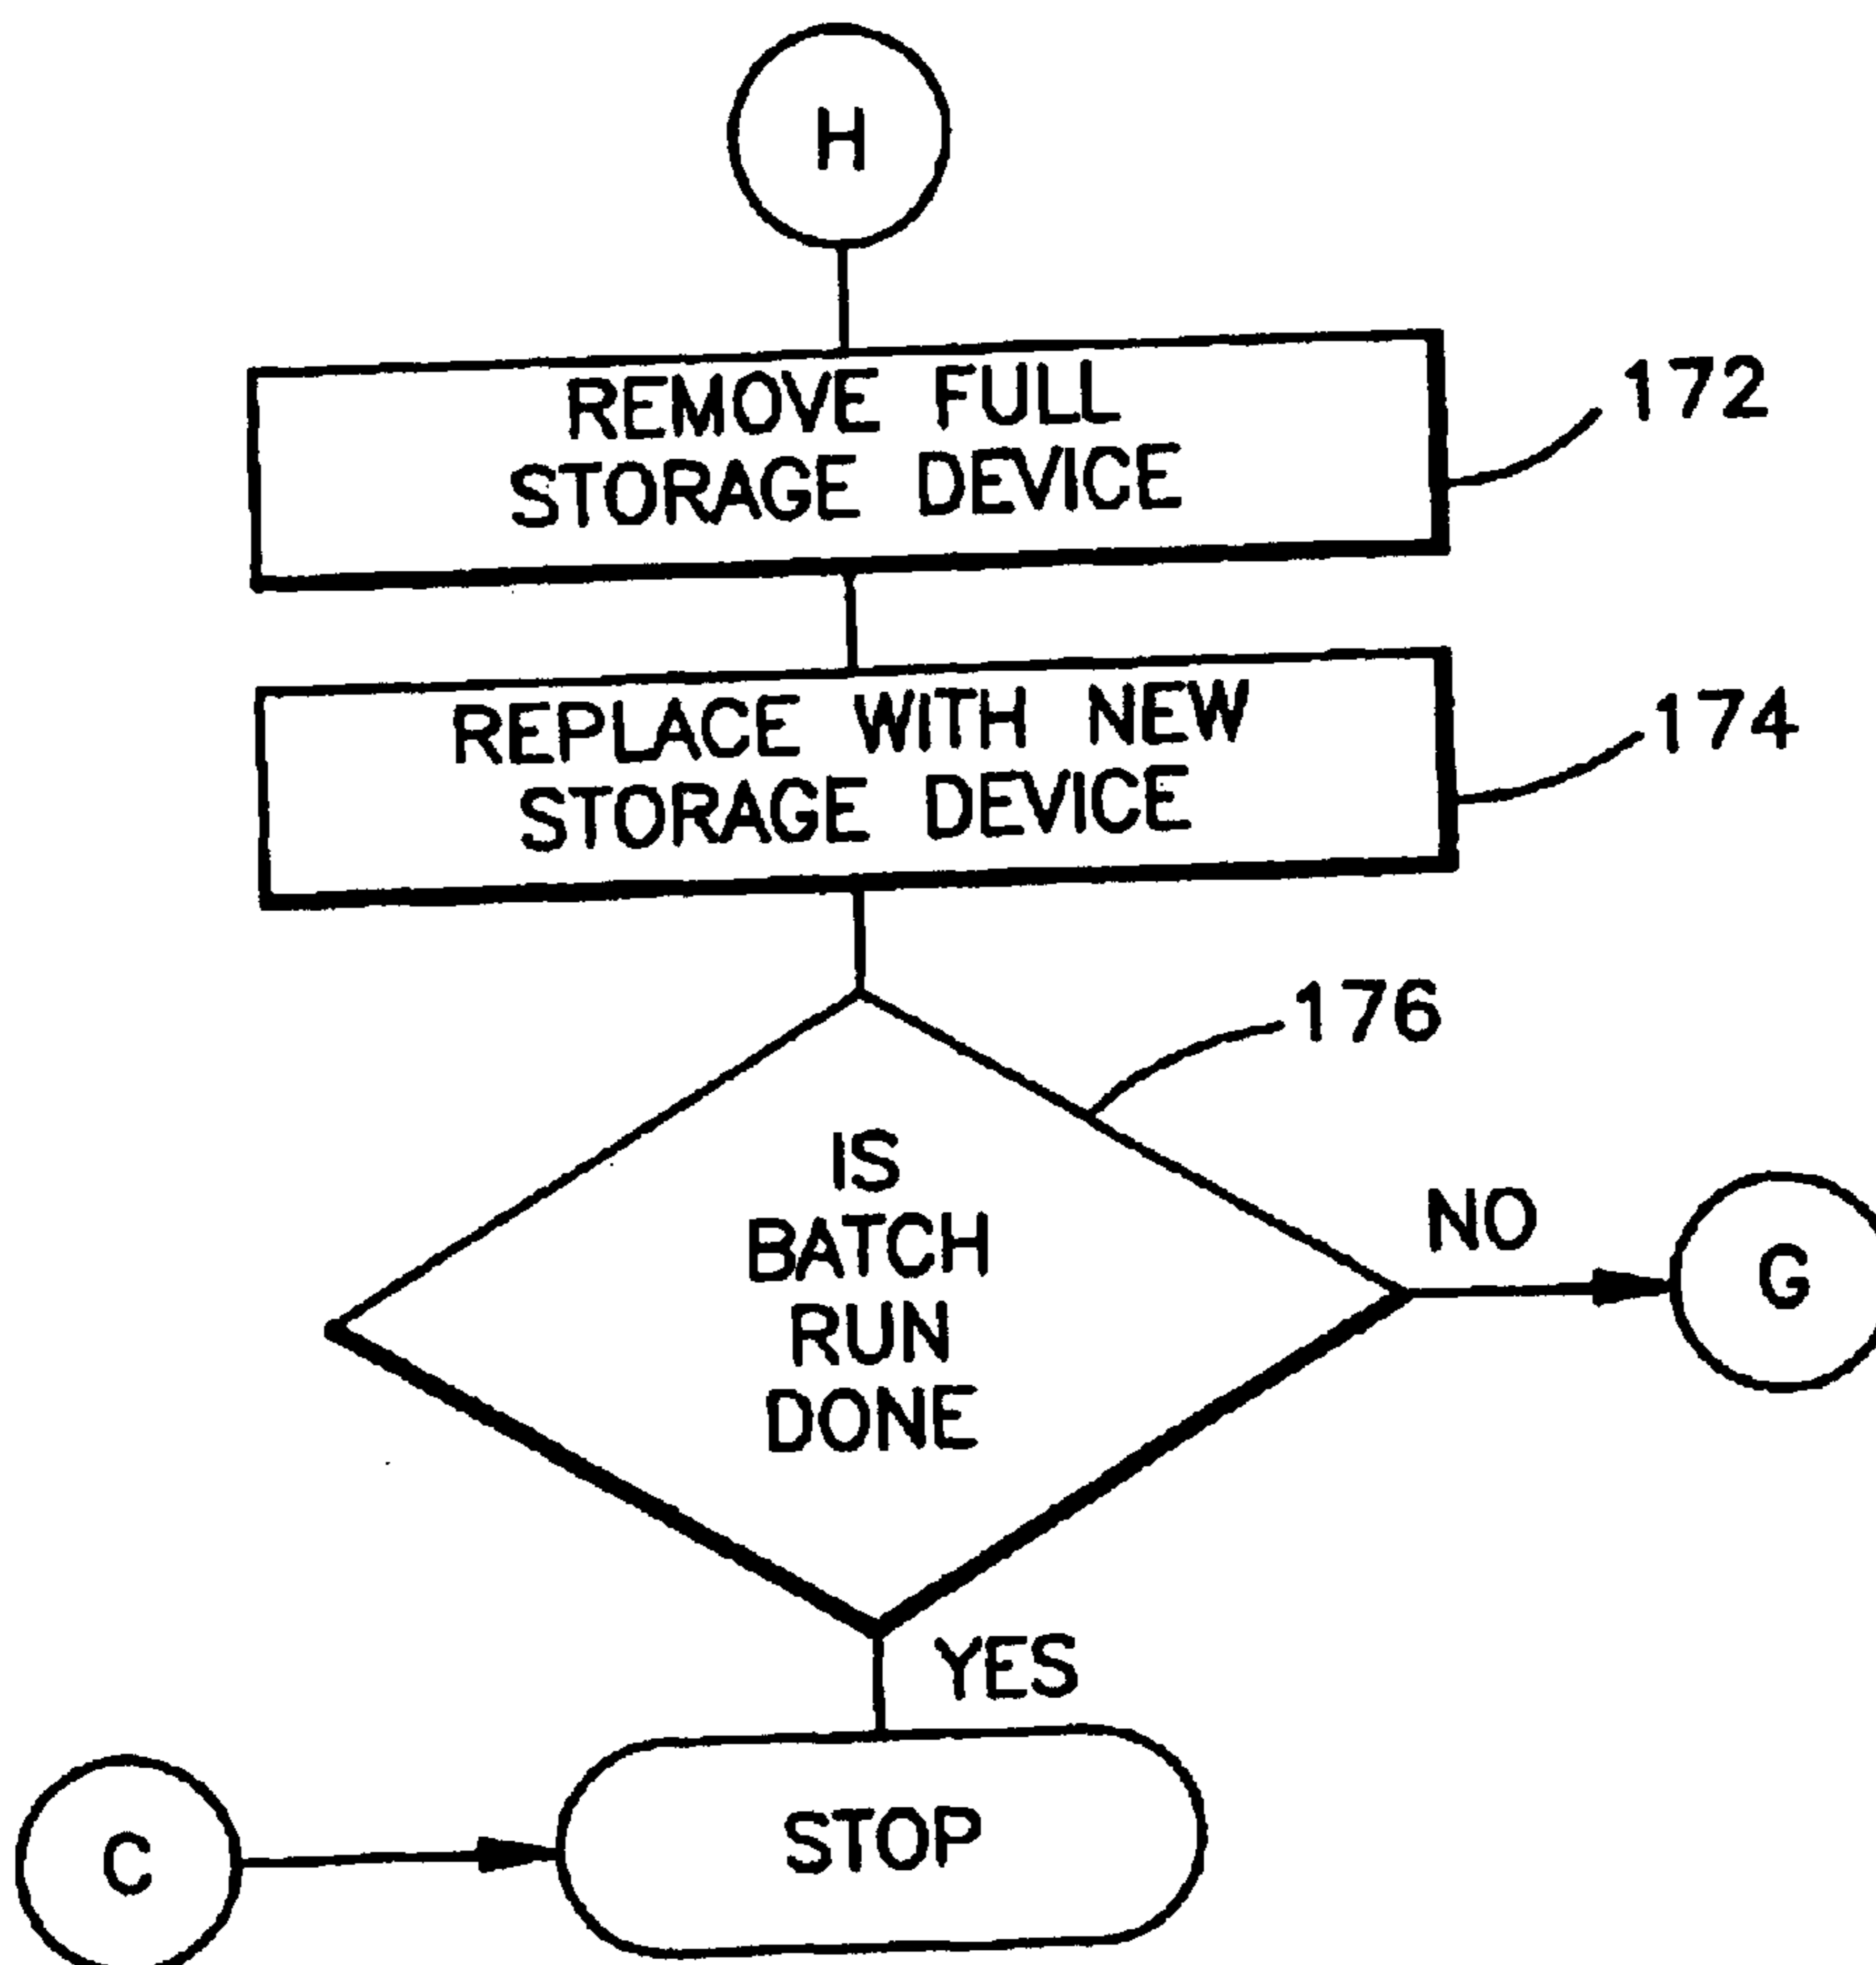 H
REMOVE FULL
STORAGE DEVICE
172
REPLACE WITH NEW
STORAGE DEVICE
174
176
IS
BATCH
RUN
DONE
NO
G
YES
C
STOP